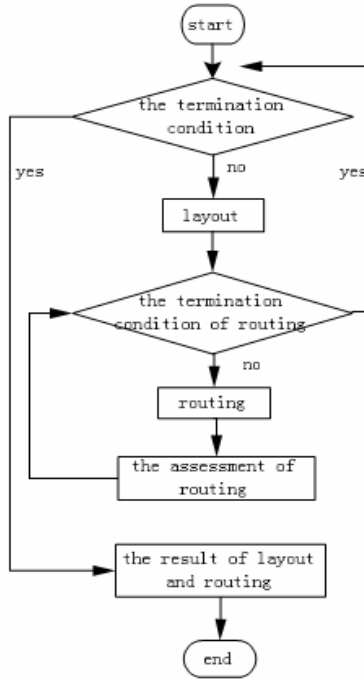 start
the termination
condition
no
yes
yes
layout
the termination
condition of routing
no
routing
the assessment of
routing
the result of layout
and routing
end